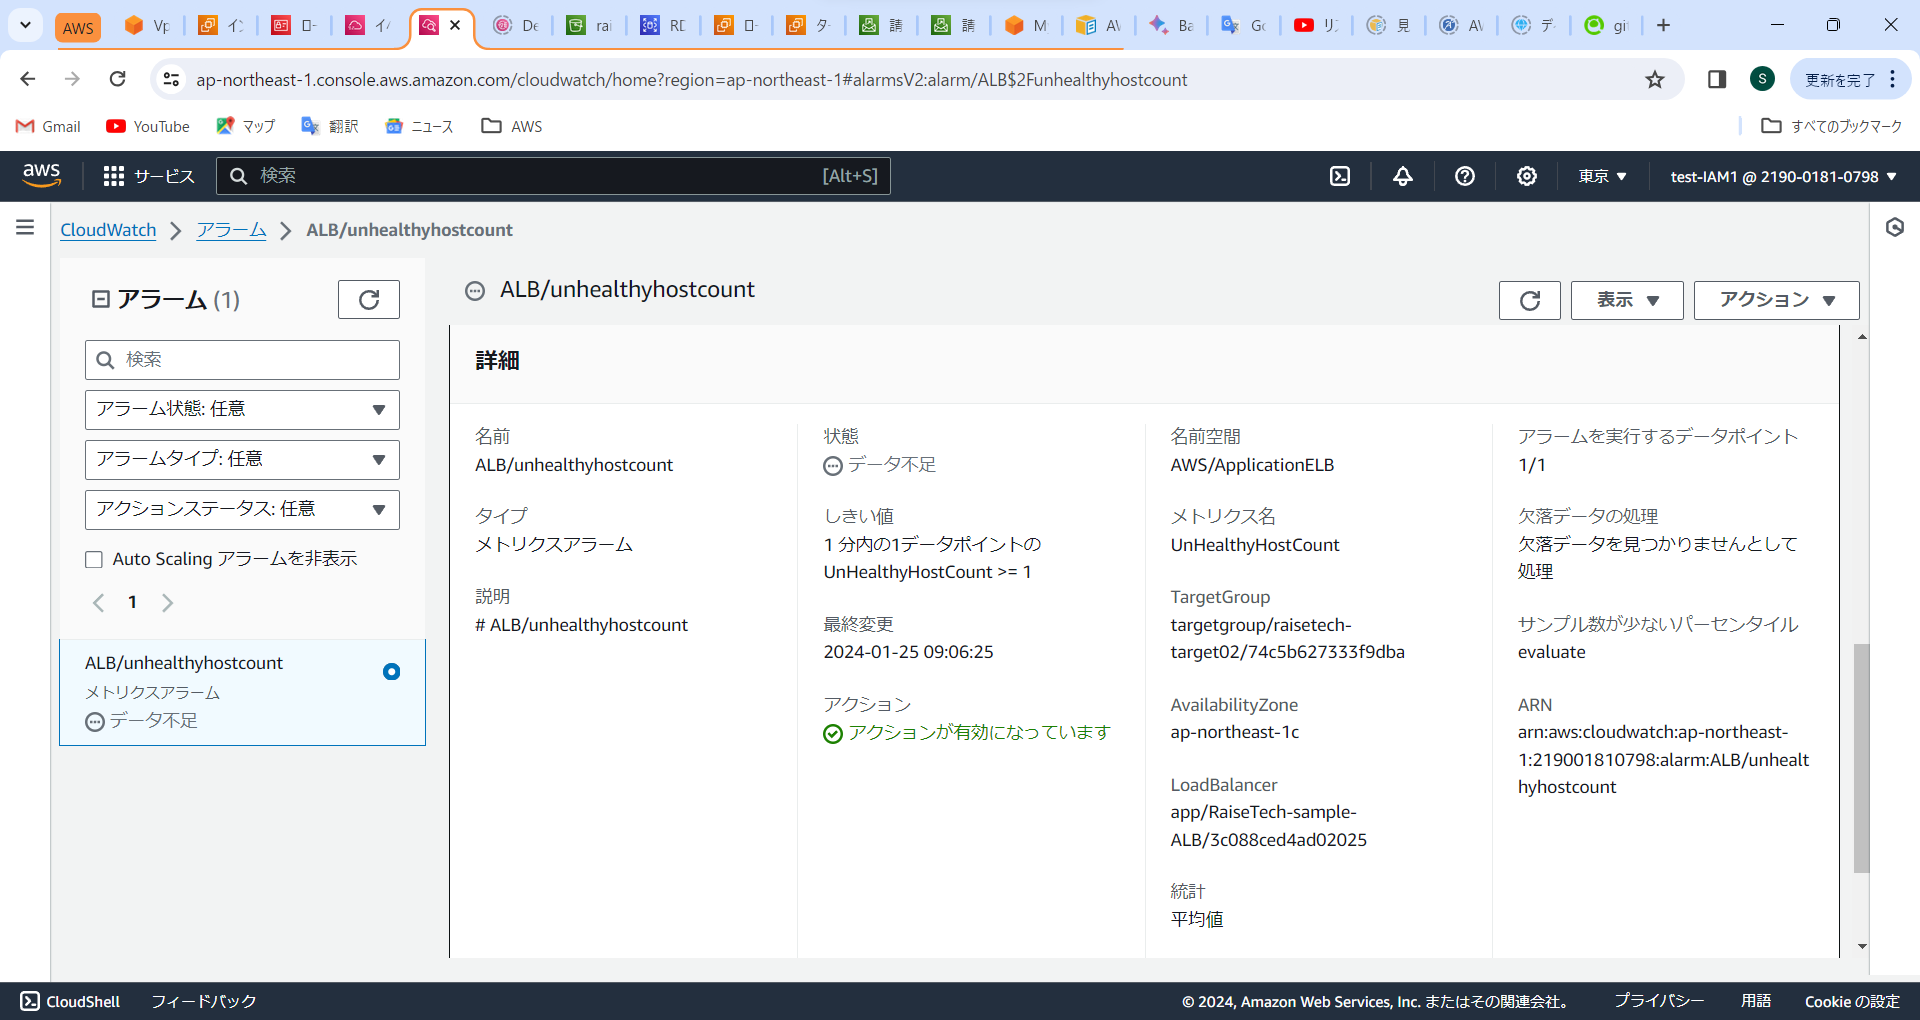 AWS
Vp
イン
ロー
イ
De
rai
RD
ロー
ター
請
請
M
AV
Ba
Gc
リ
見
AV
デ
gi
ap-northeast-1.console.aws.amazon.com/cloudwatch/home?region=ap-northeast-1#alarmsV2:alarm/ALB$2Funhealthyhostcount
S
更新を完了
Gmail
YouTube
マップ
翻訳
ニュース
AWS
すべてのブックマーク
aws
サービス
検索
[Alt+S]
東京
test-IAM1 @ 2190-0181-0798
CloudWatch
アラーム
ALB/unhealthyhostcount
アラーム (1)
検索
アラーム状態: 任意
アラームタイプ: 任意
アクションステータス: 任意
Auto Scaling アラームを非表示
1
ALB/unhealthyhostcount
メトリクスアラーム
データ不足
ALB/unhealthyhostcount
表示
アクション
詳細
名前
ALB/unhealthyhostcount
タイプ
メトリクスアラーム
説明
# ALB/unhealthyhostcount
状態
データ不足
しきい値
1 分内の1データポイントの
UnHealthyHostCount >= 1
最終変更
2024-01-25 09:06:25
アクション
アクションが有効になっています
名前空間
AWS/ApplicationELB
メトリクス名
UnHealthyHostCount
TargetGroup
targetgroup/raisetech-
target02/74c5b627333f9dba
AvailabilityZone
ap-northeast-1c
LoadBalancer
app/RaiseTech-sample-
ALB/3c088ced4ad02025
統計
平均値
アラームを実行するデータポイント
1/1
欠落データの処理
欠落データを見つかりませんとして
処理
サンプル数が少ないパーセンタイル
evaluate
ARN
arn:aws:cloudwatch:ap-northeast-
1:219001810798:alarm:ALB/unhealt
hyhostcount
CloudShell
フィードバック
© 2024, Amazon Web Services, Inc. またはその関連会社。
プライバシー
用語
Cookie の設定